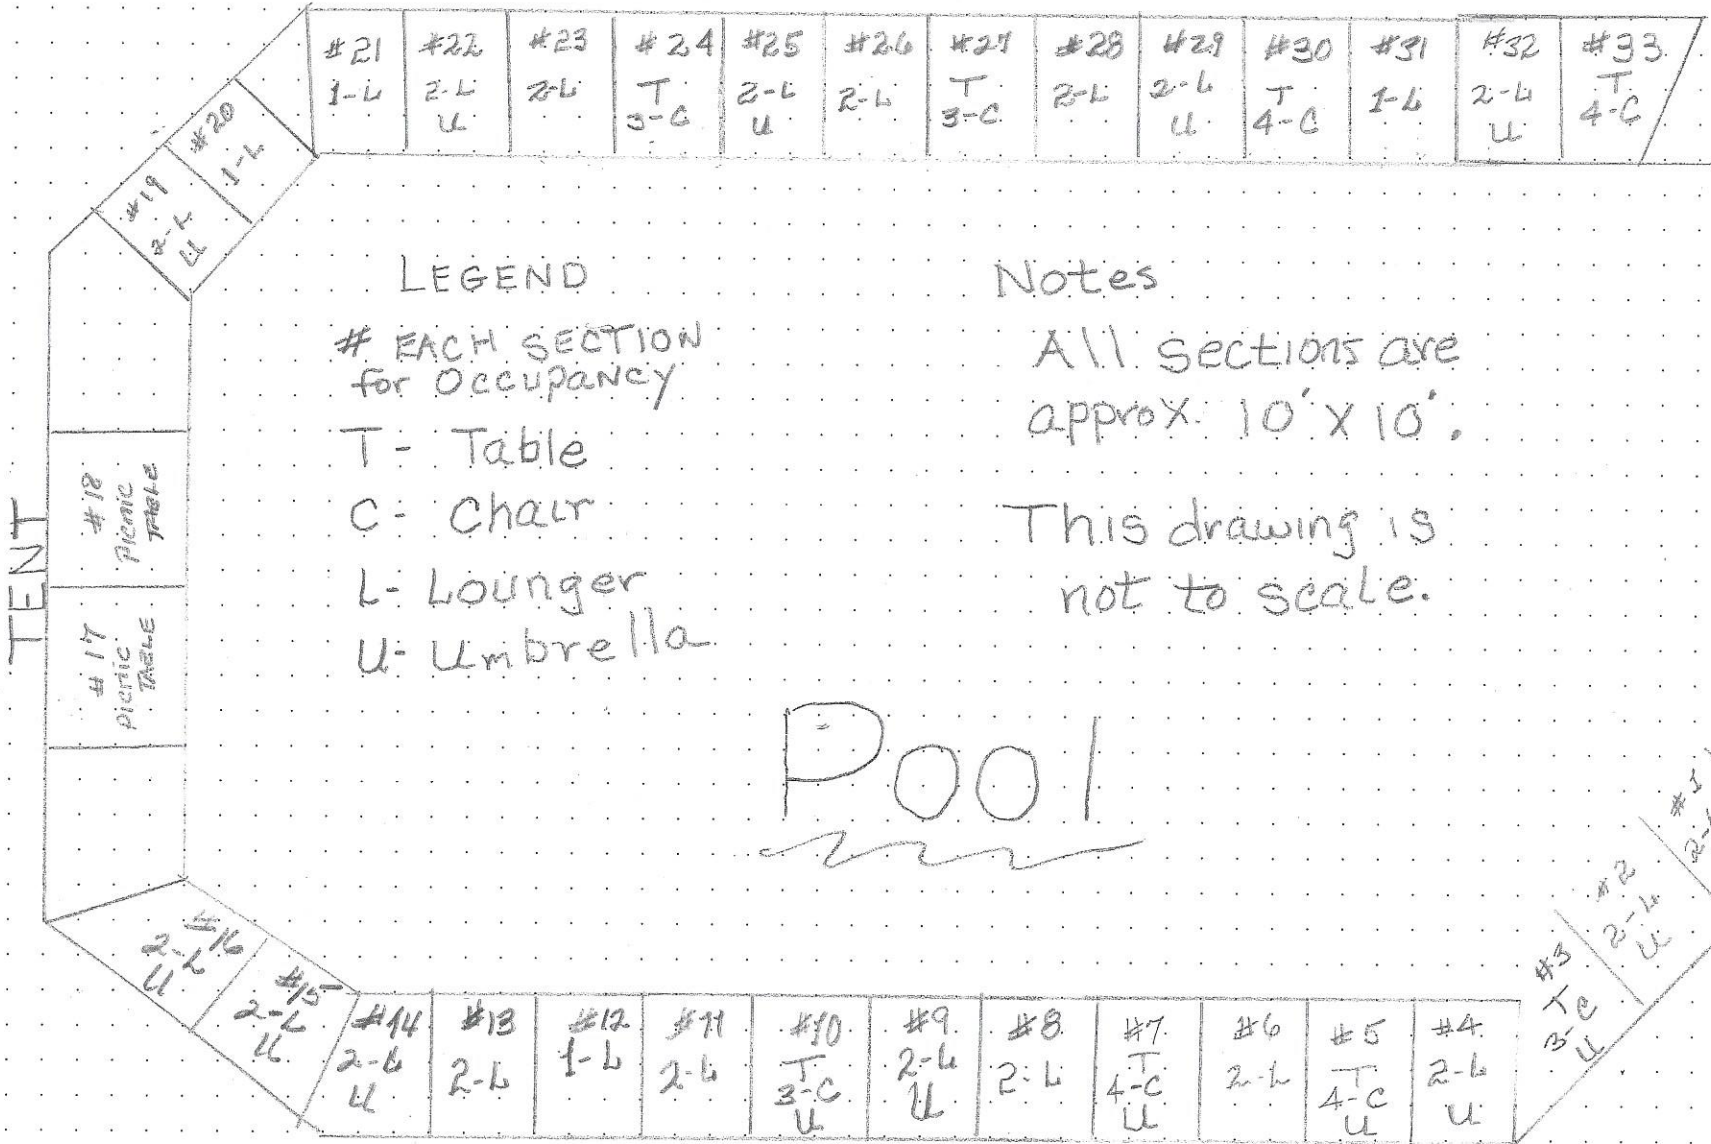 #21
1-L
#22
2-L
U
#23
2-L
#24
T
3-C
#25
2-L
U
#26
2-L
#27
T
3-C
#28
2-L
#29
2-L
U
#30
T
4-C
#31
1-L
#32
2-L
U
#33
T
4-C
#20
1-L
#19
2-L
U
LEGEND
# EACH SECTION
for OCCUPANCY
T- Table
C- Chair
L- Lounger
U- Umbrella
Notes
All sections are
approx. 10' X 10'.
This drawing is
not to scale.
TENT
#18
picnic
TABLE
#17
picnic
TABLE
Pool
#1
#2
2-L
U
#3
T
3-C
U
#16
2-L
U
#15
2-L
U
#14
2-L
U
#13
2-L
#12
1-L
#11
2-L
#10
T
3-C
U
#9
2-L
U
#8
2-L
#7
T
4-C
U
#6
2-L
#5
T
4-C
U
#4
2-L
U